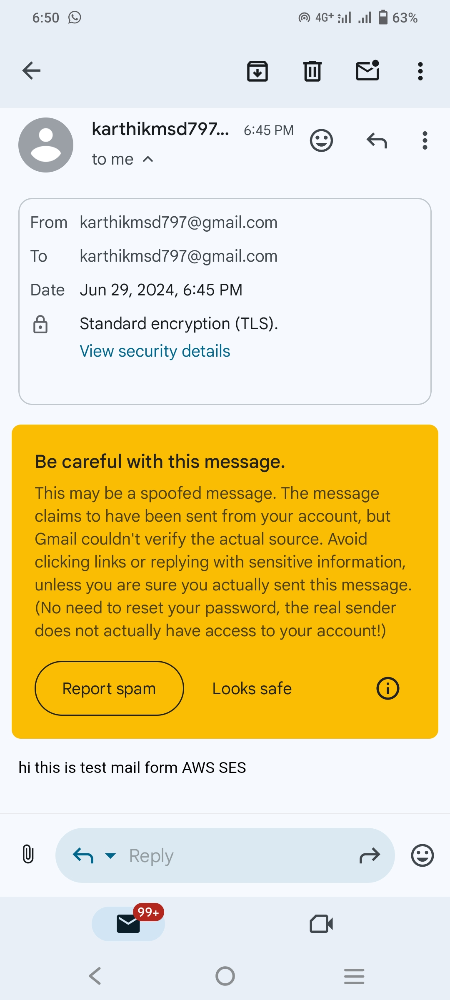 6:50 4G+ 63%
karthikmsd797... 6:45 PM
to me
From karthikmsd797@gmail.com
To karthikmsd797@gmail.com
Date Jun 29, 2024, 6:45 PM
Standard encryption (TLS).
View security details
Be careful with this message.
This may be a spoofed message. The message
claims to have been sent from your account, but
Gmail couldn't verify the actual source. Avoid
clicking links or replying with sensitive information,
unless you are sure you actually sent this message.
(No need to reset your password, the real sender
does not actually have access to your account!)
Report spam Looks safe
hi this is test mail form AWS SES
Reply
99+